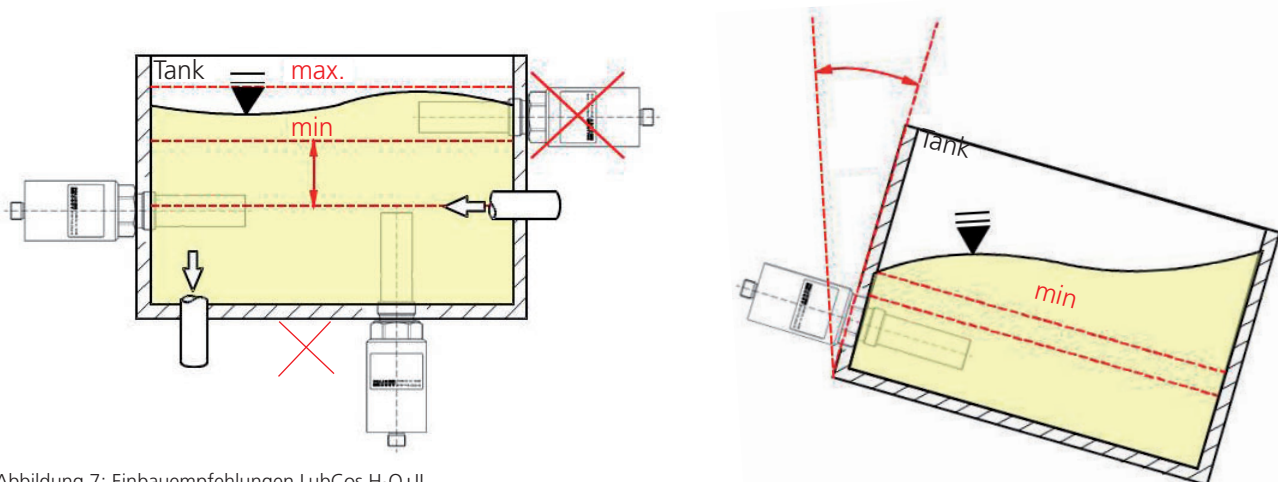 Tank
max.
min
Tank
min
Abbildung 7: Einbauempfehlungen LubCos H₂O+II